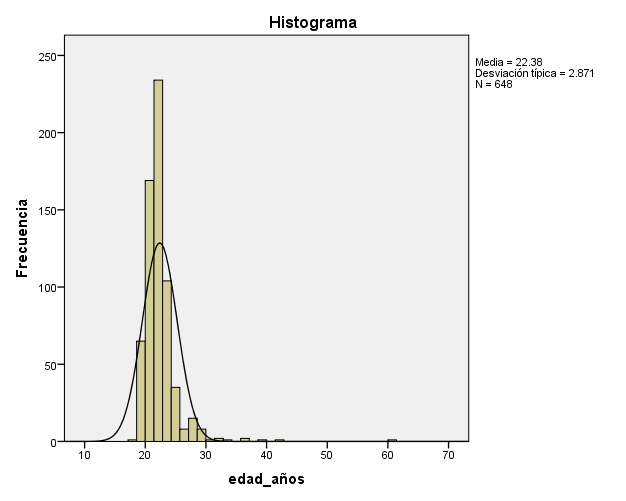 Histograma
Media = 22.38
Desviación típica = 2.871
N = 648
Frecuencia
250
200
150
100
50
0
10 20 30 40 50 60 70
edad_años